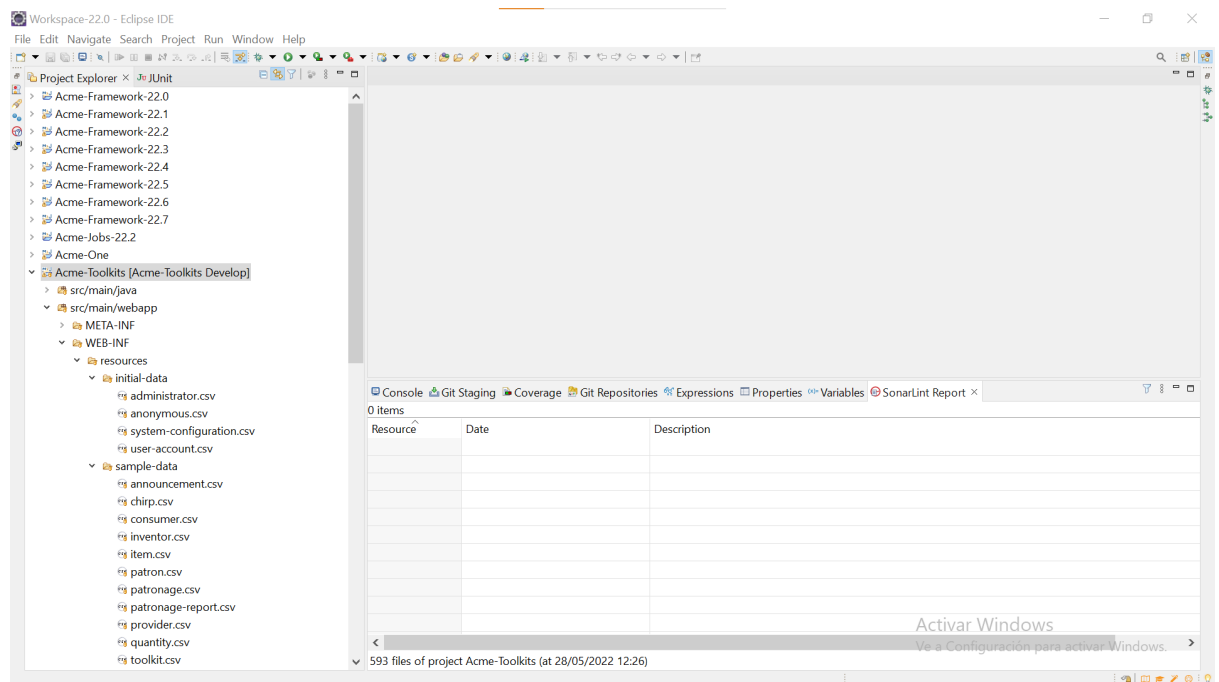 Workspace-22.0 - Eclipse IDE
File Edit Navigate Search Project Run Window Help
Project Explorer
JUnit
Acme-Framework-22.0
Acme-Framework-22.1
Acme-Framework-22.2
Acme-Framework-22.3
Acme-Framework-22.4
Acme-Framework-22.5
Acme-Framework-22.6
Acme-Framework-22.7
Acme-Jobs-22.2
Acme-One
Acme-Toolkits [Acme-Toolkits Develop]
src/main/java
src/main/webapp
META-INF
WEB-INF
resources
initial-data
administrator.csv
anonymous.csv
system-configuration.csv
user-account.csv
sample-data
announcement.csv
chirp.csv
consumer.csv
inventor.csv
item.csv
patron.csv
patronage.csv
patronage-report.csv
provider.csv
quantity.csv
toolkit.csv
Console Git Staging Coverage Git Repositories Expressions Properties Variables SonarLint Report
0 items
Resource Date Description
593 files of project Acme-Toolkits (at 28/05/2022 12:26)
Activar Windows
Ve a Configuración para activar Windows.